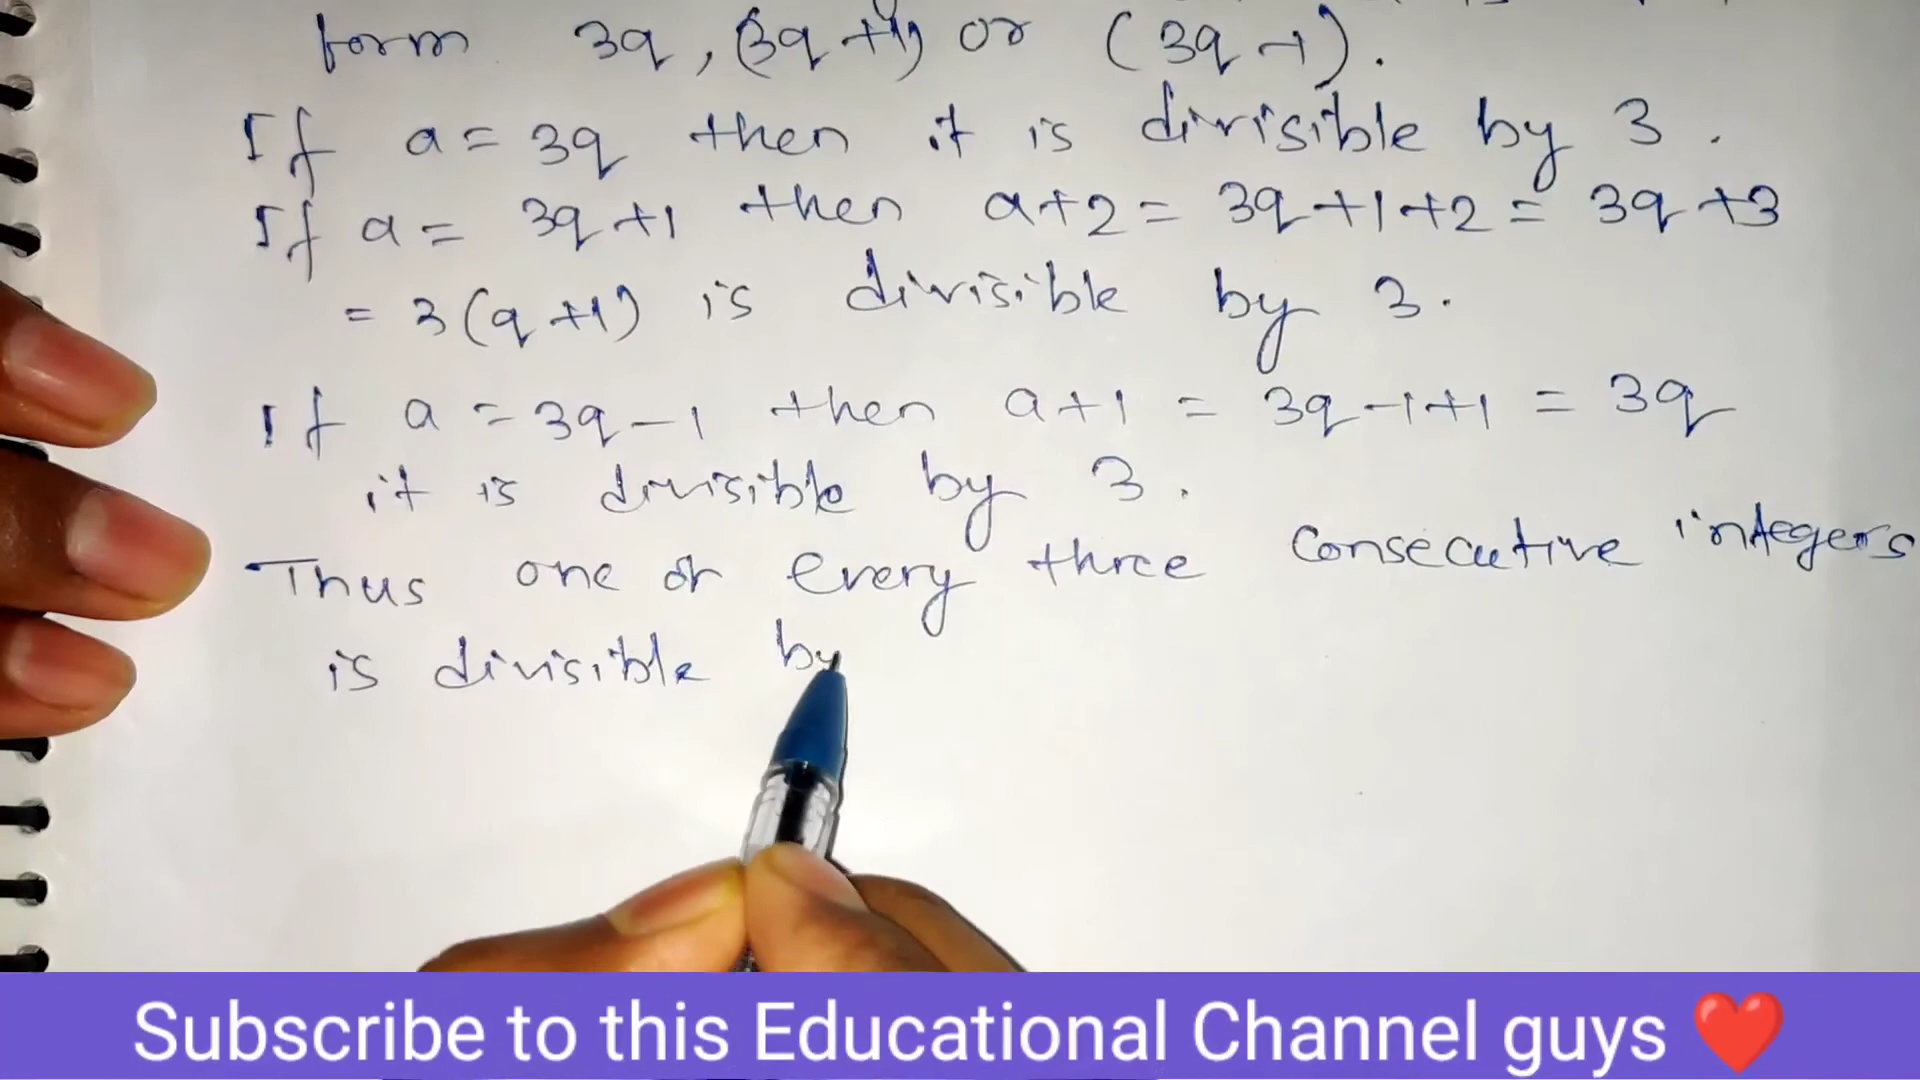 form 3q, (3q+1) or (3q-1).
If a = 3q then it is divisible by 3.
If a = 3q+1 then a+2 = 3q+1+2 = 3q+3
= 3(q+1) is divisible by 3.
If a = 3q-1 then a+1 = 3q-1+1 = 3q
it is divisible by 3.
Thus one of every three consecutive integers
is divisible by
Subscribe to this Educational Channel guys ❤️